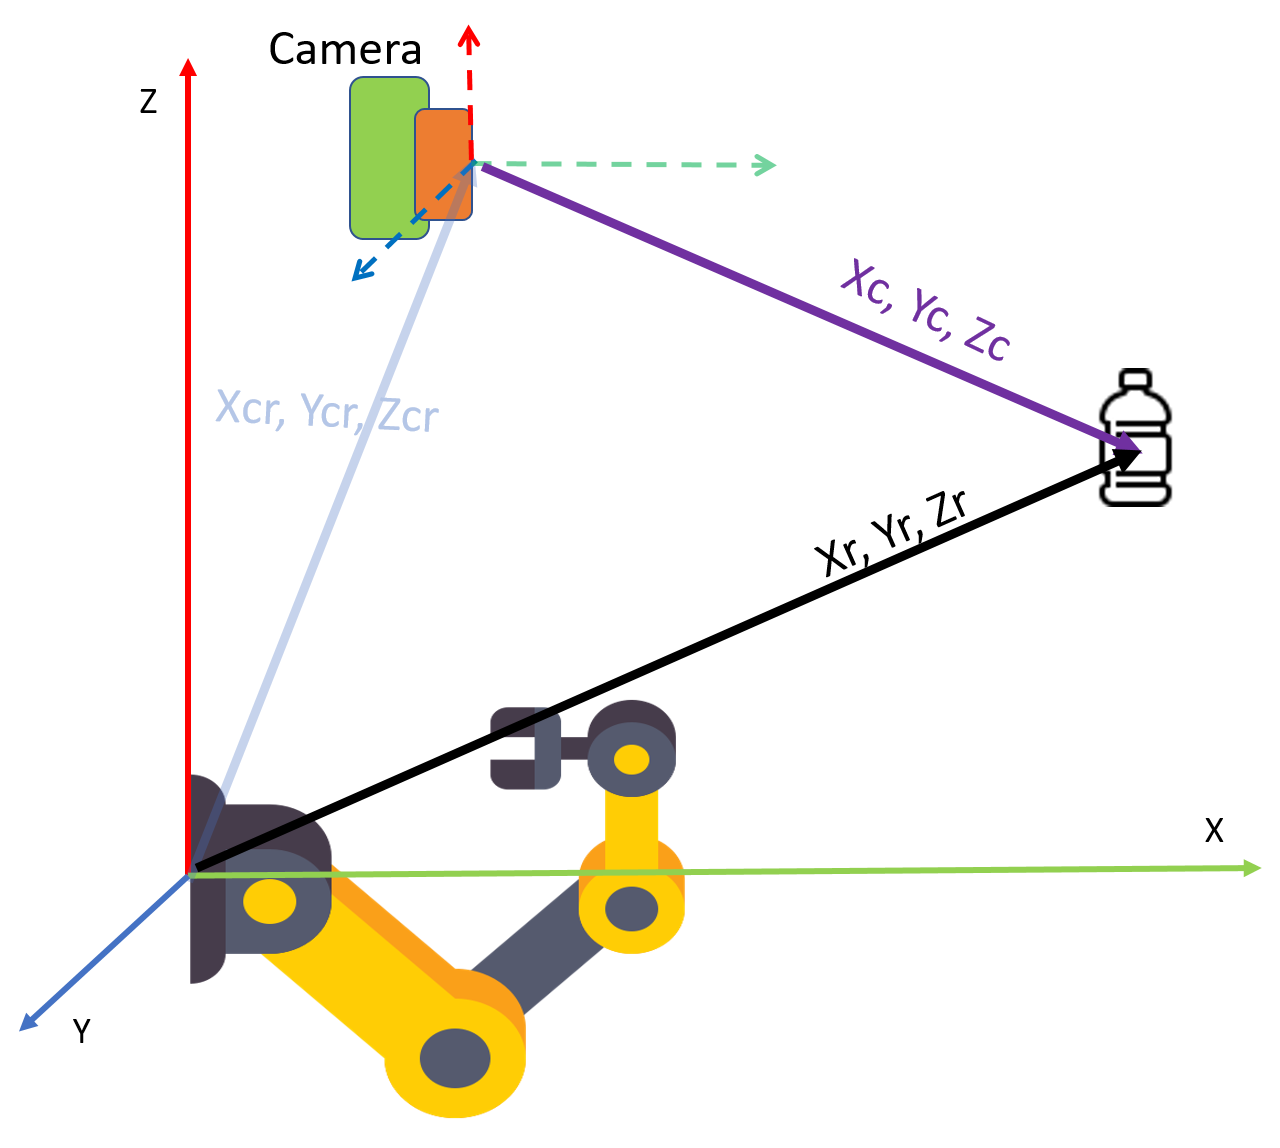 Camera
Z
Xc, Yc, Zc
Xcr, Ycr, Zcr
Xr, Yr, Zr
X
Y